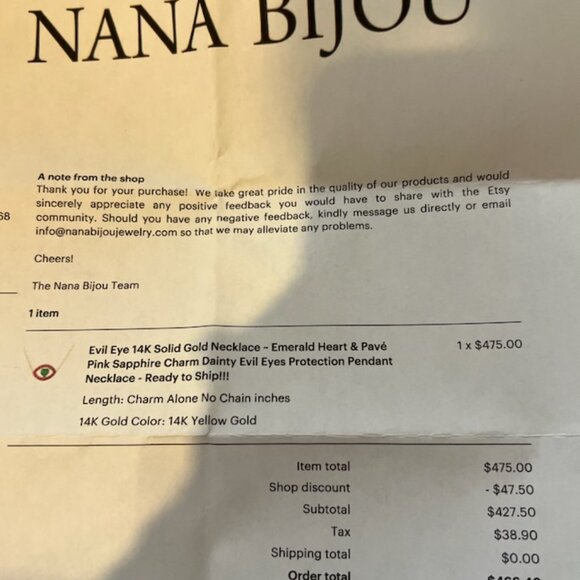 NANA BIJOU
A note from the shop
Thank you for your purchase! We take great pride in the quality of our products and would
sincerely appreciate any positive feedback you would have to share with the Etsy
community. Should you have any negative feedback, kindly message us directly or email
info@nanabijoujewelry.com so that we may alleviate any problems.
68
Cheers!
The Nana Bijou Team
1 item
Evil Eye 14K Solid Gold Necklace ~ Emerald Heart & Pavé 1 x $475.00
Pink Sapphire Charm Dainty Evil Eyes Protection Pendant
Necklace - Ready to Ship!!!
Length: Charm Alone No Chain inches
14K Gold Color: 14K Yellow Gold
Item total $475.00
Shop discount - $47.50
Subtotal $427.50
Tax $38.90
Shipping total $0.00
Order total